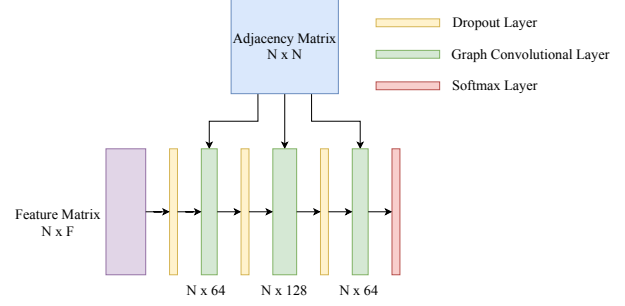 Adjacency Matrix
N x N
Dropout Layer
Graph Convolutional Layer
Softmax Layer
Feature Matrix
N x F
N x 64
N x 128
N x 64